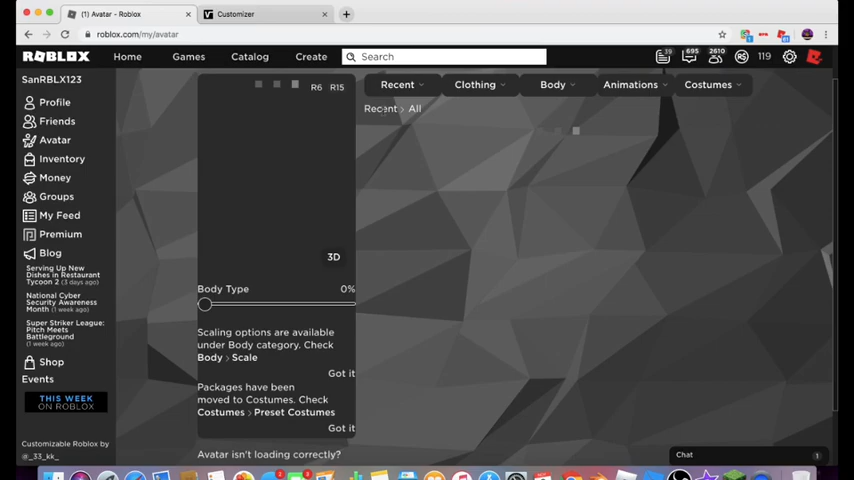 (1) Avatar - Roblox
Customizer
roblox.com/my/avatar
ROBLOX
Home
Games
Catalog
Create
Search
39
695
2610
119
SanRBLX123
Profile
Friends
Avatar
Inventory
Money
Groups
My Feed
Premium
Blog
Serving Up New
Dishes in Restaurant
Tycoon 2 (3 days ago)
National Cyber
Security Awareness
Month (1 week ago)
Super Striker League:
Pitch Meets
Battleground
(1 week ago)
Shop
Events
THIS WEEK
ON ROBLOX
Customizable Roblox by
@_33_kk_
R6 R15
3D
Body Type 0%
Scaling options are available
under Body category. Check
Body > Scale
Got it
Packages have been
moved to Costumes. Check
Costumes > Preset Costumes
Got it
Avatar isn't loading correctly?
Recent
Clothing
Body
Animations
Costumes
Recent > All
Chat
1